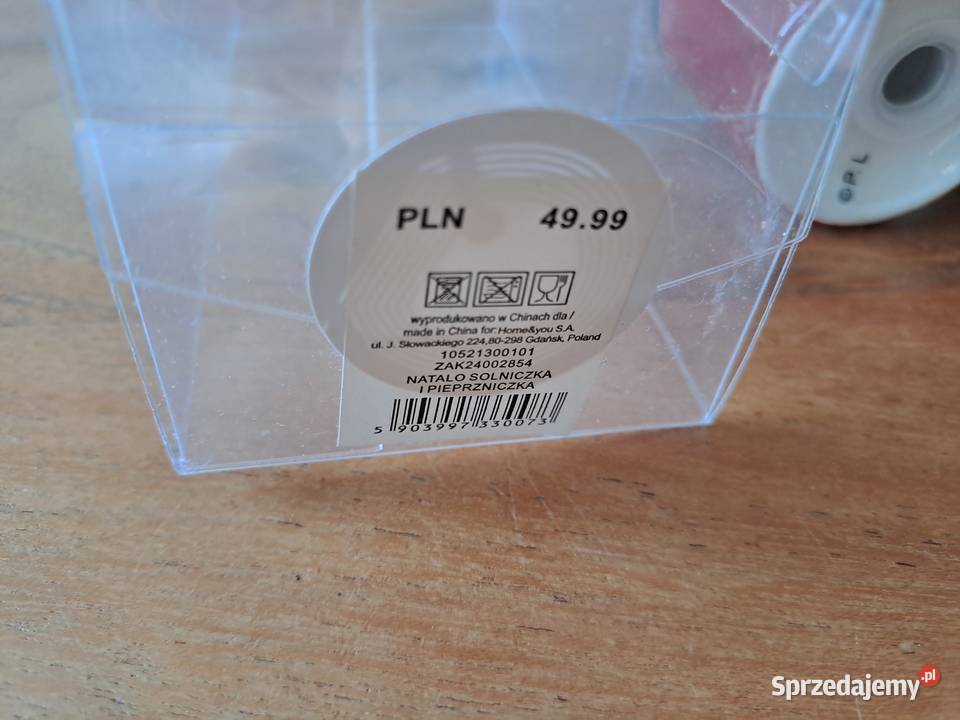 PLN 49.99
wyprodukowano w Chinach dla /
made in China for: Home&you S.A.
ul. J. Słowackiego 224,80-298 Gdańsk, Poland
10521300101
ZAK24002854
NATALO SOLNICZKA
I PIEPRZNICZKA
5 903997 330073
GPL
Sprzedajemy.pl